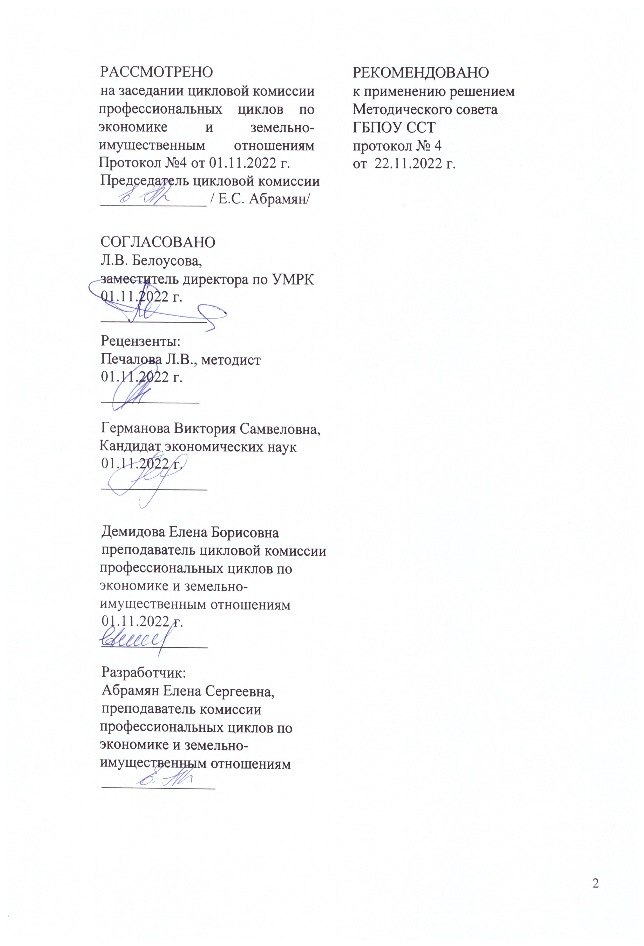 РАССМОТРЕНО
на заседании цикловой комиссии
профессиональных циклов по
экономике и земельно-
имущественным отношениям
Протокол №4 от 01.11.2022 г.
Председатель цикловой комиссии
_______________ / Е.С. Абрамян/
РЕКОМЕНДОВАНО
к применению решением
Методического совета
ГБПОУ ССТ
протокол № 4
от 22.11.2022 г.
СОГЛАСОВАНО
Л.В. Белоусова,
заместитель директора по УМРК
01.11.2022 г.
Рецензенты:
Печалова Л.В., методист
01.11.2022 г.
Германова Виктория Самвеловна,
Кандидат экономических наук
01.11.2022 г.
Демидова Елена Борисовна
преподаватель цикловой комиссии
профессиональных циклов по
экономике и земельно-
имущественным отношениям
01.11.2022 г.
Разработчик:
Абрамян Елена Сергеевна,
преподаватель комиссии
профессиональных циклов по
экономике и земельно-
имущественным отношениям
2